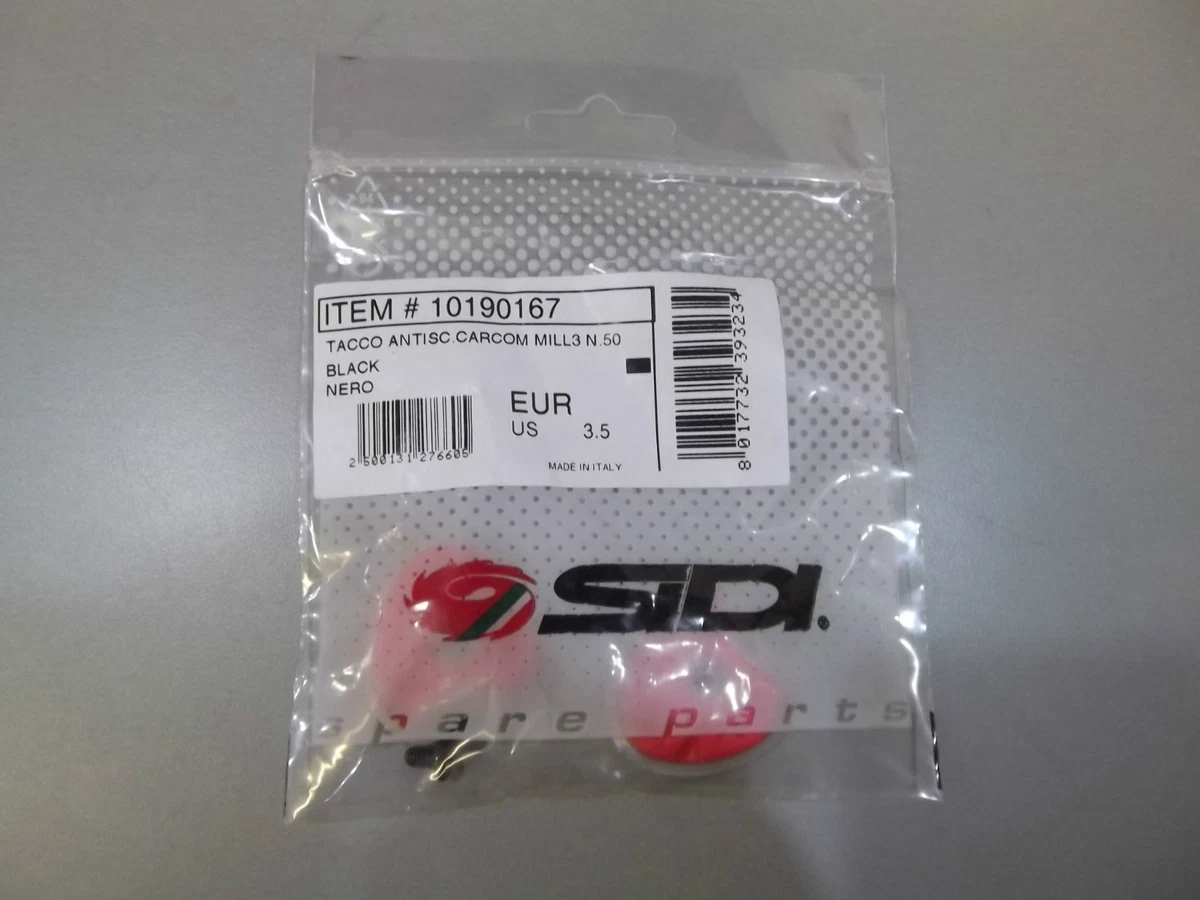 ITEM # 10190167
TACCO ANTISC.CARCOM MILL3 N.50
BLACK
NERO
EUR
US 3.5
2 500131 276605
MADE IN ITALY
8 017732 393234
SIDI®
spare parts